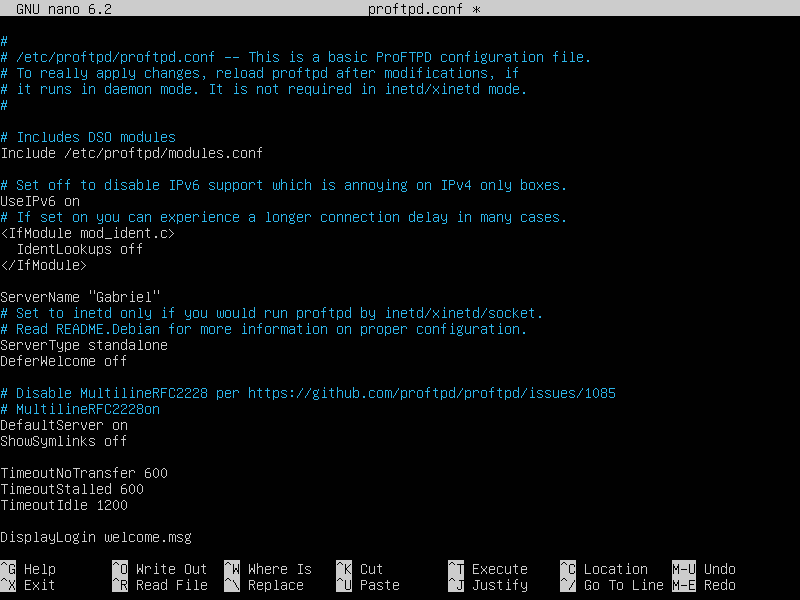 GNU nano 6.2 proftpd.conf *
#
# /etc/proftpd/proftpd.conf -- This is a basic ProFTPD configuration file.
# To really apply changes, reload proftpd after modifications, if
# it runs in daemon mode. It is not required in inetd/xinetd mode.
#
# Includes DSO modules
Include /etc/proftpd/modules.conf
# Set off to disable IPv6 support which is annoying on IPv4 only boxes.
UseIPv6 on
# If set on you can experience a longer connection delay in many cases.
<IfModule mod_ident.c>
  IdentLookups off
</IfModule>
ServerName "Gabriel"
# Set to inetd only if you would run proftpd by inetd/xinetd/socket.
# Read README.Debian for more information on proper configuration.
ServerType standalone
DeferWelcome off
# Disable MultilineRFC2228 per https://github.com/proftpd/proftpd/issues/1085
# MultilineRFC2228on
DefaultServer on
ShowSymlinks off
TimeoutNoTransfer 600
TimeoutStalled 600
TimeoutIdle 1200
DisplayLogin welcome.msg
^G Help ^O Write Out ^W Where Is ^K Cut ^T Execute ^C Location M-U Undo
^X Exit ^R Read File ^\ Replace ^U Paste ^J Justify ^/ Go To Line M-E Redo